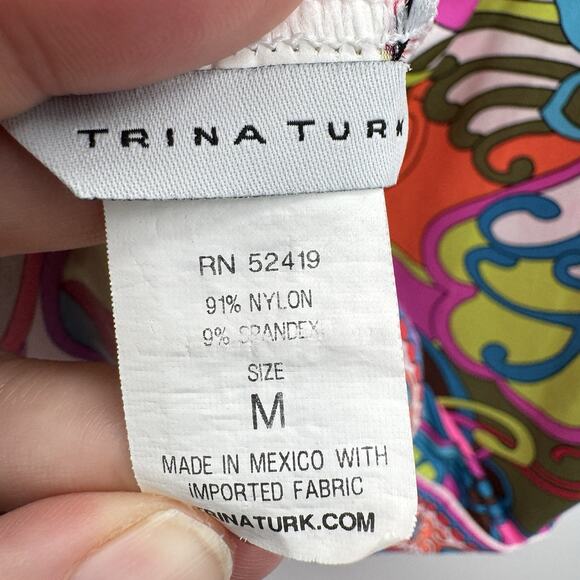 TRINA TURK
RN 52419
91% NYLON
9% SPANDEX
SIZE
M
MADE IN MEXICO WITH
IMPORTED FABRIC
TRINATURK.COM